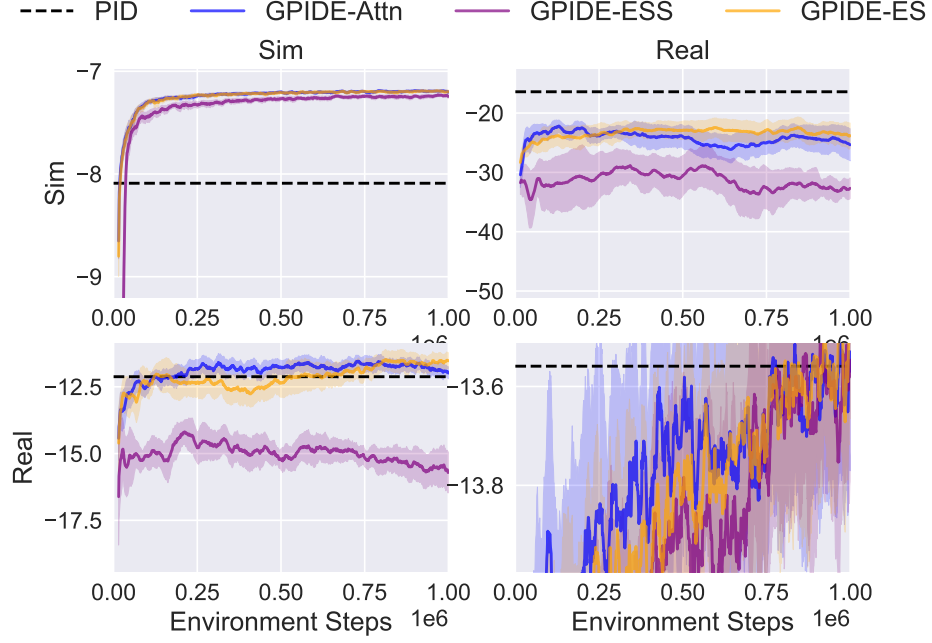 PID GPIDE-Attn GPIDE-ESS GPIDE-ES
Sim Real
Sim
−7
−8
−9
0.00 0.25 0.50 0.75 1.00
−20
−30
−40
−50
0.00 0.25 0.50 0.75 1.00
Real
−12.5
−15.0
−17.5
0.00 0.25 0.50 0.75 1.00
Environment Steps 1e6
−13.6
−13.8
0.00 0.25 0.50 0.75 1.00
Environment Steps 1e6